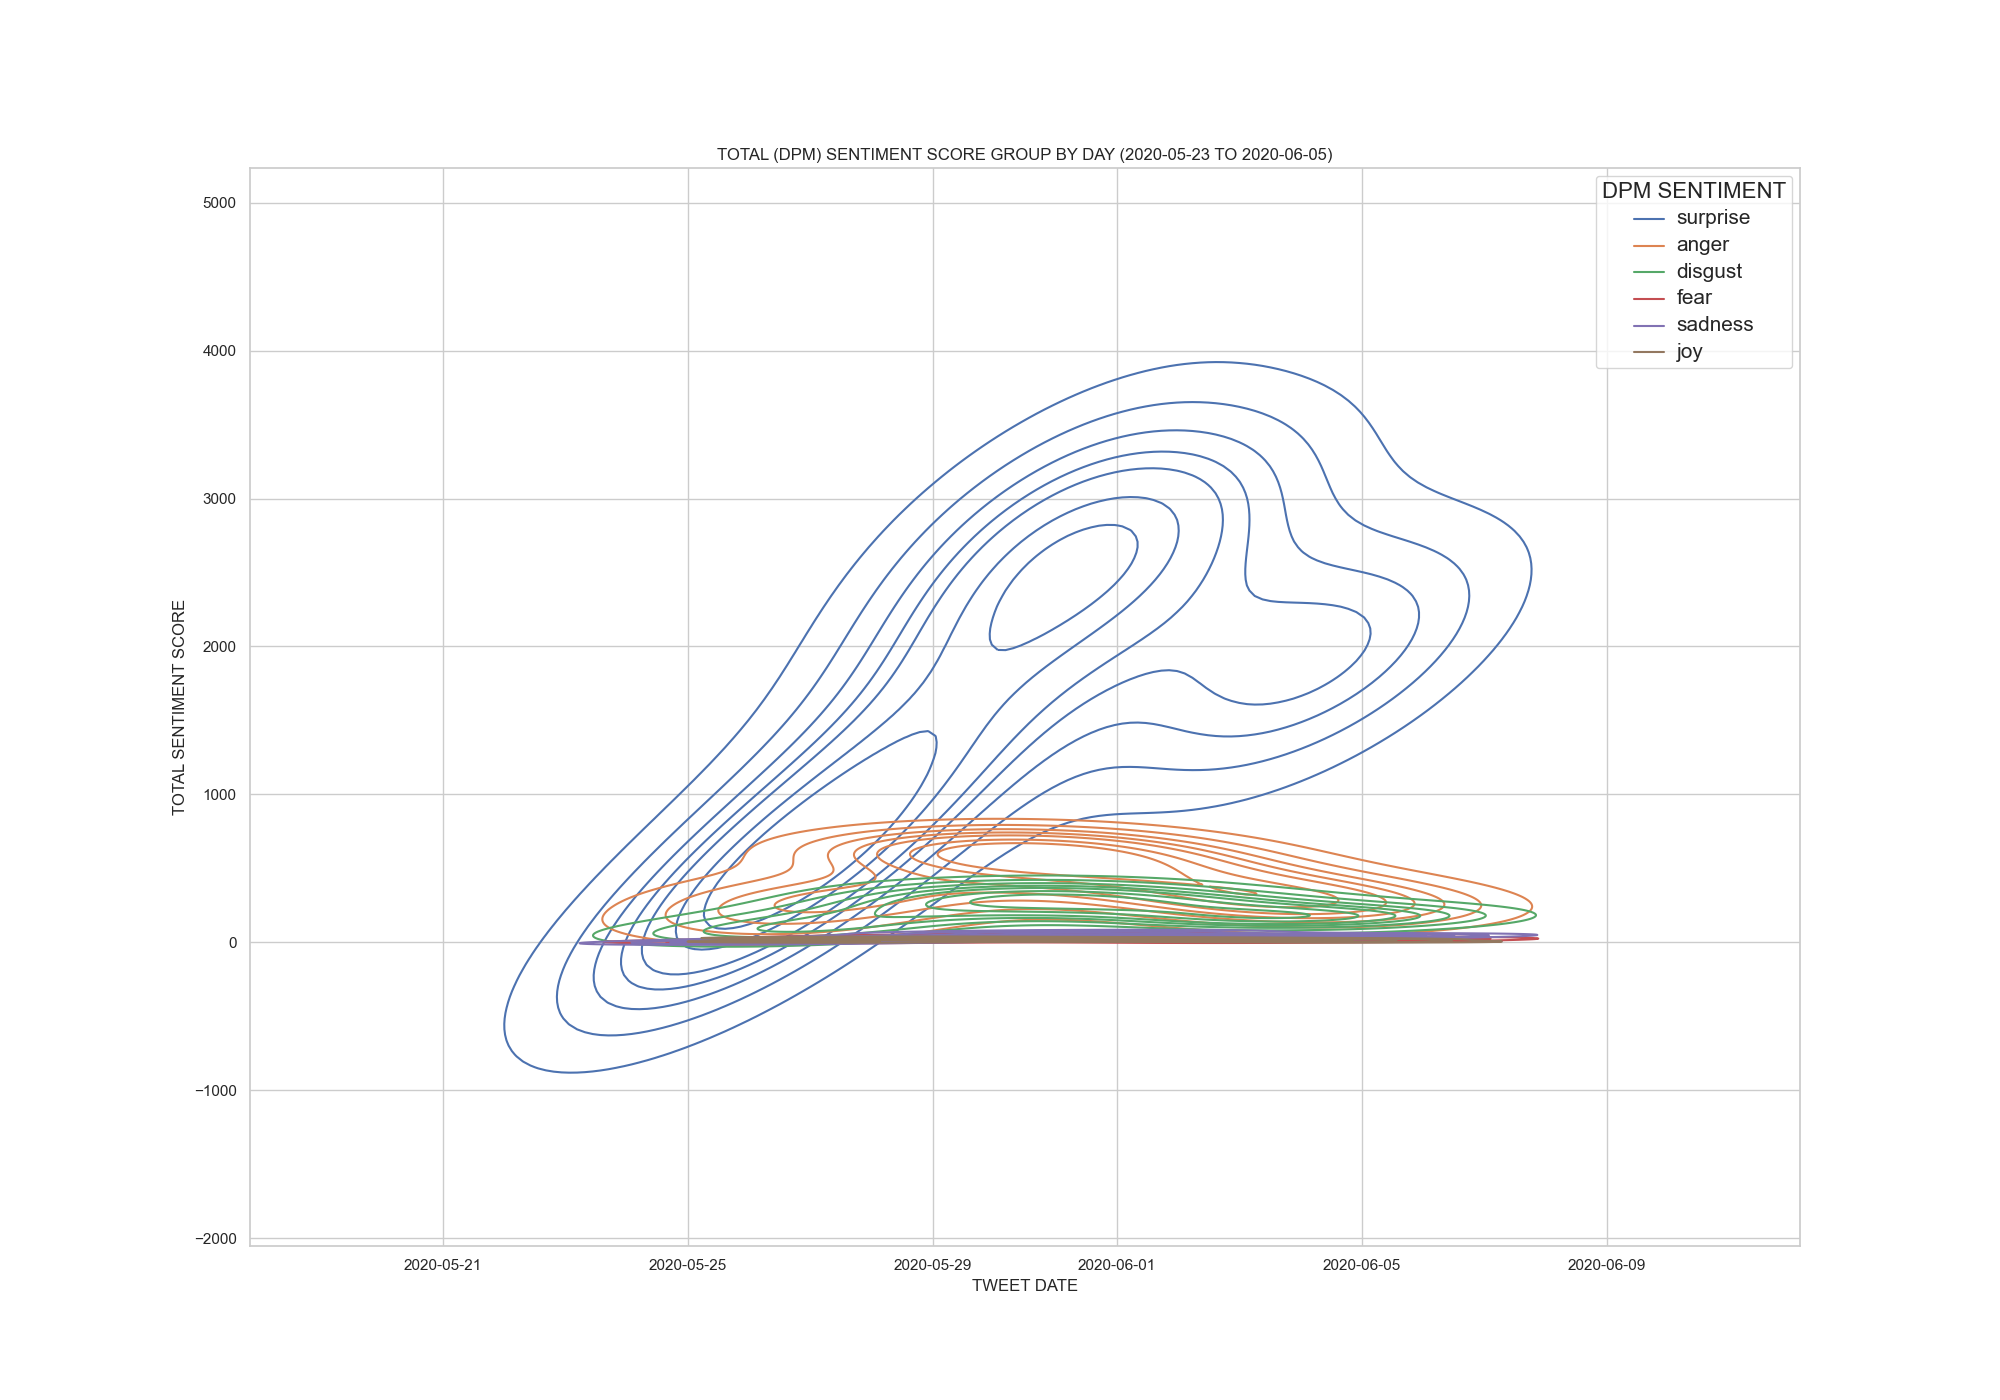 TOTAL (DPM) SENTIMENT SCORE GROUP BY DAY (2020-05-23 TO 2020-06-05)
DPM SENTIMENT
surprise
anger
disgust
fear
sadness
joy
TOTAL SENTIMENT SCORE
5000
4000
3000
2000
1000
0
−1000
−2000
2020-05-21 2020-05-25 2020-05-29 2020-06-01 2020-06-05 2020-06-09
TWEET DATE